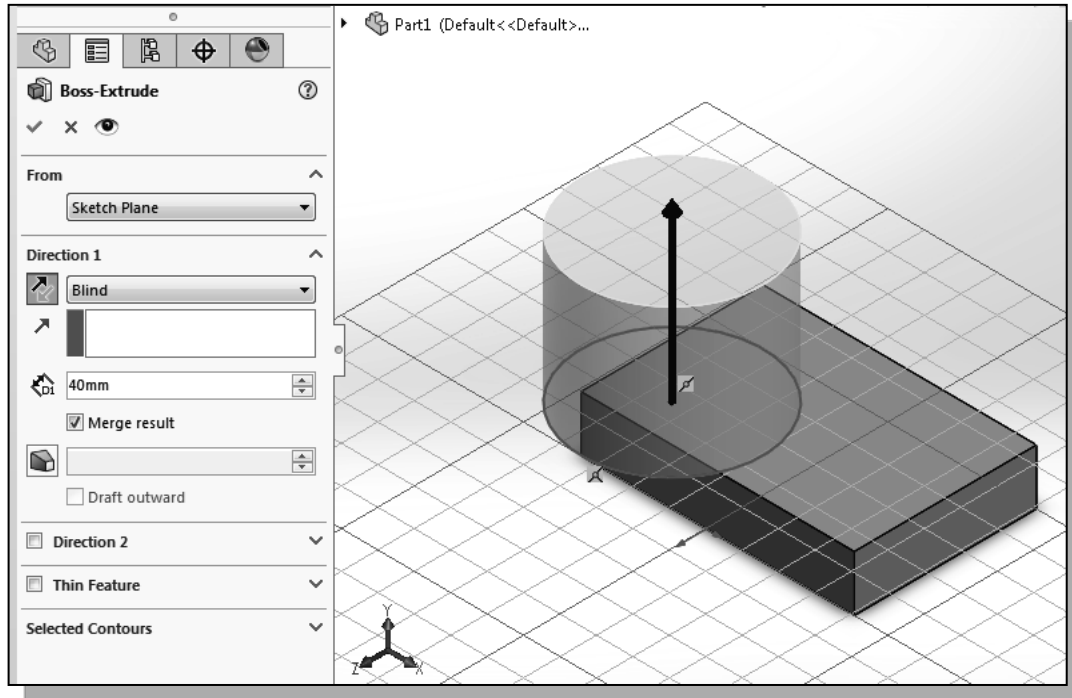 Part1 (Default<<Default>...
Boss-Extrude
?
From
Sketch Plane
Direction 1
Blind
D1
40mm
Merge result
Draft outward
Direction 2
Thin Feature
Selected Contours
Y
Z
X